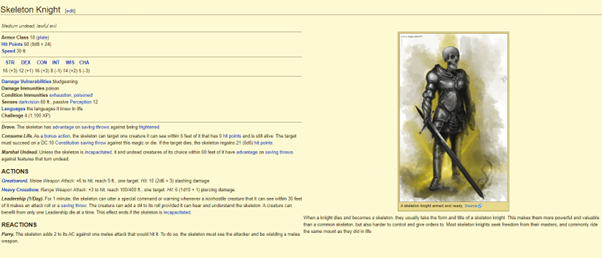 Skeleton Knight [edit]
Medium undead, lawful evil
Armor Class 18 (plate)
Hit Points 60 (8d8 + 24)
Speed 30 ft.
STR DEX CON INT WIS CHA
16 (+3) 12 (+1) 16 (+3) 8 (-1) 14 (+2) 5 (-3)
Damage Vulnerabilities bludgeoning
Damage Immunities poison
Condition Immunities exhaustion, poisoned
Senses darkvision 60 ft., passive Perception 12
Languages the languages it knew in life
Challenge 4 (1,100 XP)
Brave. The skeleton has advantage on saving throws against being frightened.
Consume Life. As a bonus action, the skeleton can target one creature it can see within 5 feet of it that has 0 hit points and is still alive. The target
must succeed on a DC 10 Constitution saving throw against this magic or die. If the target dies, the skeleton regains 21 (6d6) hit points.
Marshal Undead. Unless the skeleton is incapacitated, it and undead creatures of its choice within 60 feet of it have advantage on saving throws
against features that turn undead.
ACTIONS
Greatsword. Melee Weapon Attack: +5 to hit, reach 5 ft., one target. Hit: 10 (2d6 + 3) slashing damage.
Heavy Crossbow. Range Weapon Attack: +3 to hit, reach 100/400 ft., one target. Hit: 6 (1d10 + 1) piercing damage.
Leadership (1/Day). For 1 minute, the skeleton can utter a special command or warning whenever a nonhostile creature that it can see within 30 feet
of it makes an attack roll or a saving throw. The creature can add a d4 to its roll provided it can hear and understand the skeleton. A creature can
benefit from only one Leadership die at a time. This effect ends if the skeleton is incapacitated.
REACTIONS
Parry. The skeleton adds 2 to its AC against one melee attack that would hit it. To do so, the skeleton must see the attacker and be wielding a melee
weapon.
A skeleton knight armed and ready, Source
When a knight dies and becomes a skeleton, they usually take the form and title of a skeleton knight. This makes them more powerful and valuable
than a common skeleton, but also harder to control and give orders to. Most skeleton knights seek freedom from their masters, and commonly ride
the same mount as they did in life.